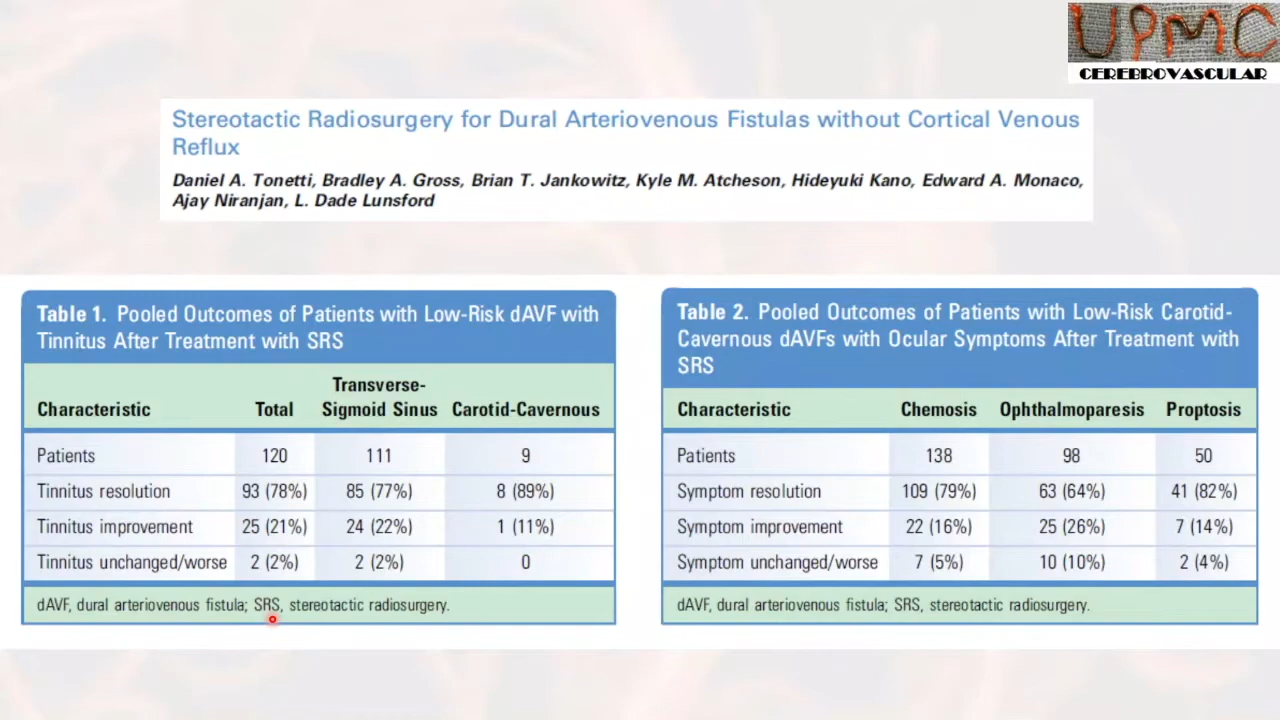 UPMC
CEREBROVASCULAR
Stereotactic Radiosurgery for Dural Arteriovenous Fistulas without Cortical Venous
Reflux
Daniel A. Tonetti, Bradley A. Gross, Brian T. Jankowitz, Kyle M. Atcheson, Hideyuki Kano, Edward A. Monaco,
Ajay Niranjan, L. Dade Lunsford
Table 1. Pooled Outcomes of Patients with Low-Risk dAVF with
Tinnitus After Treatment with SRS
Transverse-
Characteristic Total Sigmoid Sinus Carotid-Cavernous
Patients 120 111 9
Tinnitus resolution 93 (78%) 85 (77%) 8 (89%)
Tinnitus improvement 25 (21%) 24 (22%) 1 (11%)
Tinnitus unchanged/worse 2 (2%) 2 (2%) 0
dAVF, dural arteriovenous fistula; SRS, stereotactic radiosurgery.
Table 2. Pooled Outcomes of Patients with Low-Risk Carotid-
Cavernous dAVFs with Ocular Symptoms After Treatment with
SRS
Characteristic Chemosis Ophthalmoparesis Proptosis
Patients 138 98 50
Symptom resolution 109 (79%) 63 (64%) 41 (82%)
Symptom improvement 22 (16%) 25 (26%) 7 (14%)
Symptom unchanged/worse 7 (5%) 10 (10%) 2 (4%)
dAVF, dural arteriovenous fistula; SRS, stereotactic radiosurgery.